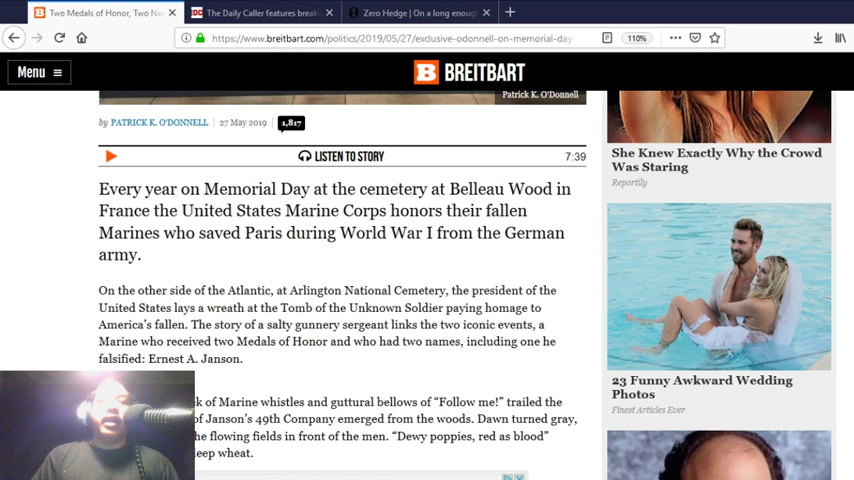 Two Medals of Honor, Two Na
The Daily Caller features break
Zero Hedge | On a long enoug
https://www.breitbart.com/politics/2019/05/27/exclusive-odonnell-on-memorial-day-
110%
Menu
B BREITBART
Patrick K. O'Donnell
by PATRICK K. O'DONNELL 27 May 2019 1,817
LISTEN TO STORY 7:39
Every year on Memorial Day at the cemetery at Belleau Wood in
France the United States Marine Corps honors their fallen
Marines who saved Paris during World War I from the German
army.
On the other side of the Atlantic, at Arlington National Cemetery, the president of the
United States lays a wreath at the Tomb of the Unknown Soldier paying homage to
America's fallen. The story of a salty gunnery sergeant links the two iconic events, a
Marine who received two Medals of Honor and who had two names, including one he
falsified: Ernest A. Janson.
k of Marine whistles and guttural bellows of “Follow me!” trailed the
of Janson's 49th Company emerged from the woods. Dawn turned gray,
he flowing fields in front of the men. “Dewy poppies, red as blood”
eep wheat.
She Knew Exactly Why the Crowd
Was Staring
Reportily
23 Funny Awkward Wedding
Photos
Finest Articles Ever